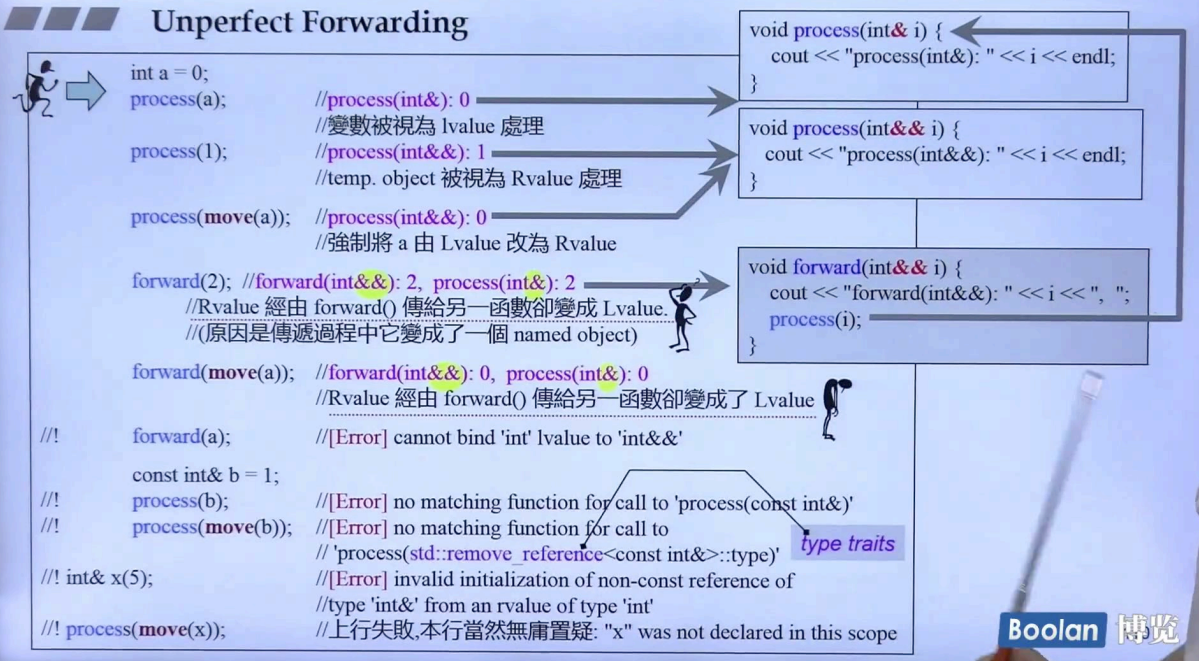 Unperfect Forwarding
int a = 0;
process(a); //process(int&): 0
//變數被視為 lvalue 處理
process(1); //process(int&&): 1
//temp. object 被視為 Rvalue 處理
process(move(a)); //process(int&&): 0
//強制將 a 由 Lvalue 改為 Rvalue
forward(2); //forward(int&&): 2, process(int&): 2
//Rvalue 經由 forward() 傳給另一函數卻變成 Lvalue.
//(原因是傳遞過程中它變成了一個 named object)
forward(move(a)); //forward(int&&): 0, process(int&): 0
//Rvalue 經由 forward() 傳給另一函數卻變成了 Lvalue
//! forward(a); //[Error] cannot bind 'int' lvalue to 'int&&'
const int& b = 1;
//! process(b); //[Error] no matching function for call to 'process(const int&)'
//! process(move(b)); //[Error] no matching function for call to
// 'process(std::remove_reference<const int&>::type)'
//! int& x(5); //[Error] invalid initialization of non-const reference of
//type 'int&' from an rvalue of type 'int'
//! process(move(x)); //上行失敗,本行當然無庸置疑: "x" was not declared in this scope
void process(int& i) {
cout << "process(int&): " << i << endl;
}
void process(int&& i) {
cout << "process(int&&): " << i << endl;
}
void forward(int&& i) {
cout << "forward(int&&): " << i << ", ";
process(i);
}
type traits
Boolan 博览